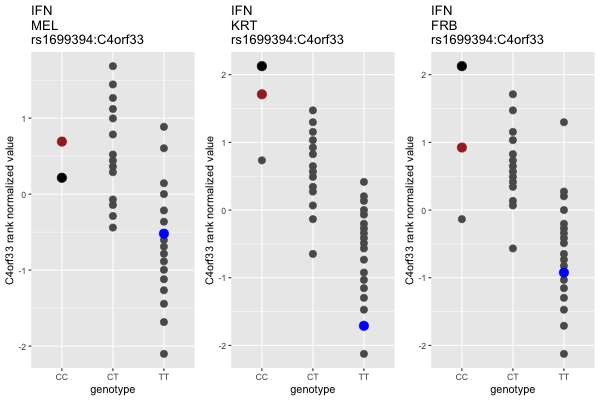 IFN
MEL
rs1699394:C4orf33
C4orf33 rank normalized value
1
0
-1
-2
CC
CT
TT
genotype
IFN
KRT
rs1699394:C4orf33
C4orf33 rank normalized value
2
1
0
-1
-2
CC
CT
TT
genotype
IFN
FRB
rs1699394:C4orf33
C4orf33 rank normalized value
2
1
0
-1
-2
CC
CT
TT
genotype